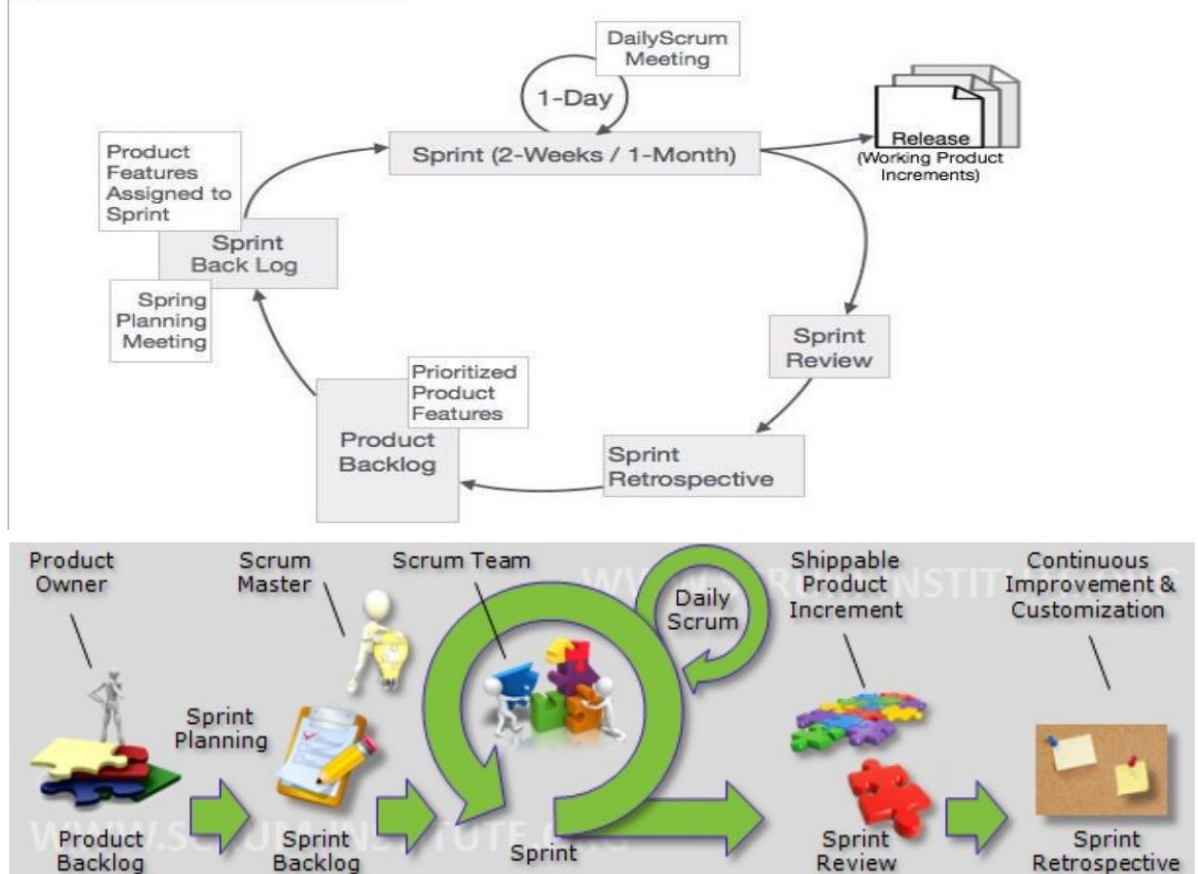 DailyScrum
Meeting
1-Day
Sprint (2-Weeks / 1-Month)
Release
(Working Product
Increments)
Product
Features
Assigned to
Sprint
Sprint
Back Log
Spring
Planning
Meeting
Sprint
Review
Prioritized
Product
Features
Product
Backlog
Sprint
Retrospective
Product
Owner
Scrum
Master
Scrum Team
Daily
Scrum
Shippable
Product
Increment
Continuous
Improvement &
Customization
Sprint
Planning
Product
Backlog
Sprint
Backlog
Sprint
Sprint
Review
Sprint
Retrospective